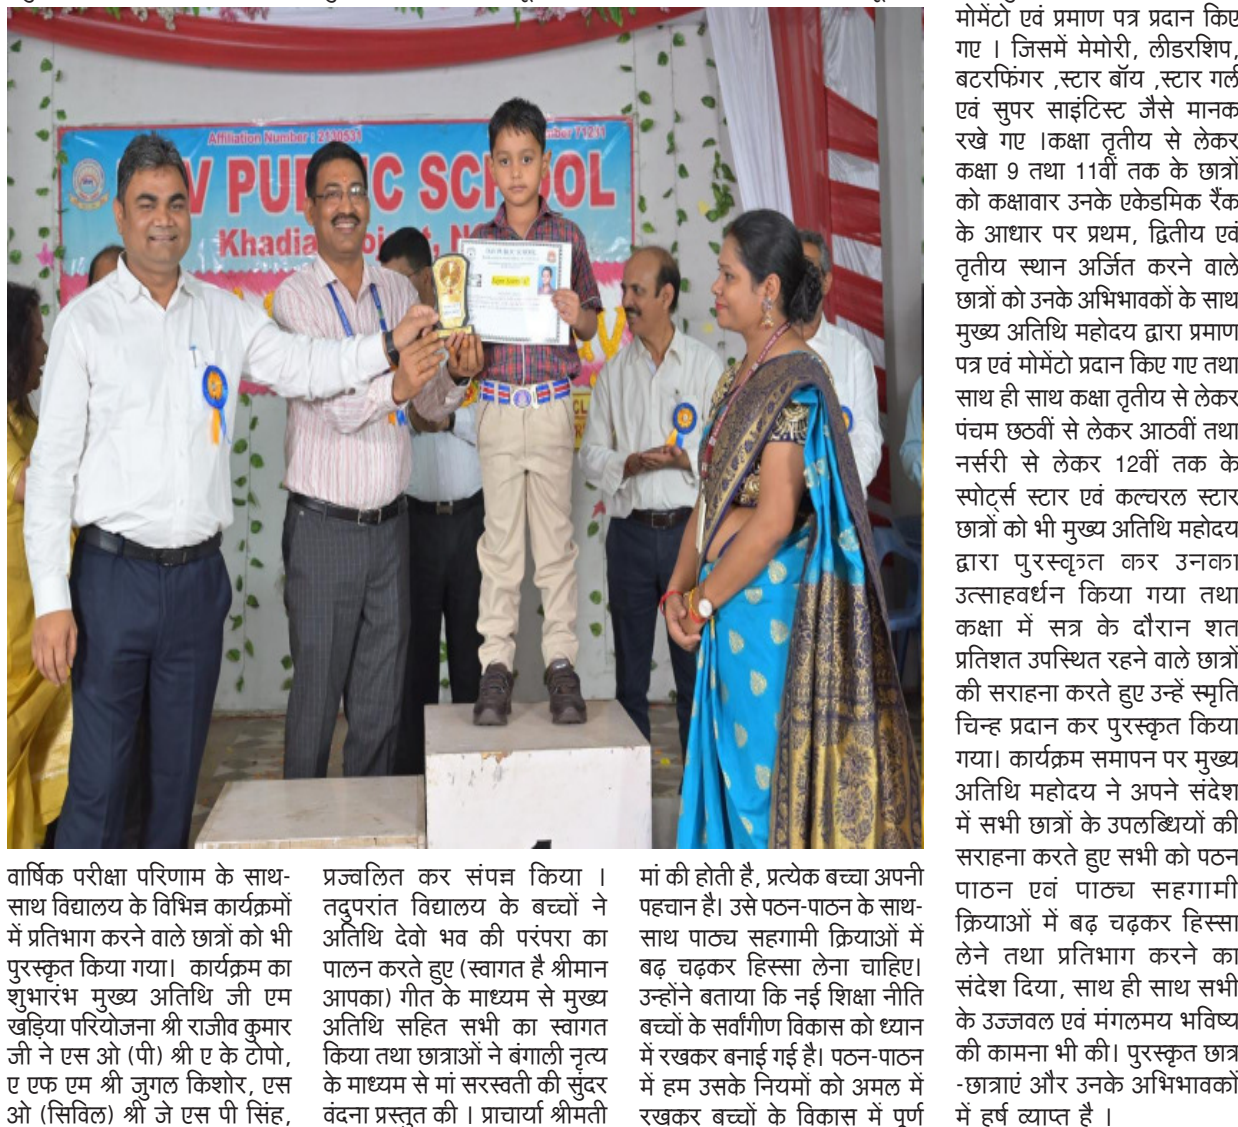 Affiliation Number : 2130531
V PUBLIC SCHOOL
Khadia
वार्षिक परीक्षा परिणाम के साथ-
साथ विद्यालय के विभिन्न कार्यक्रमों
में प्रतिभाग करने वाले छात्रों को भी
पुरस्कृत किया गया। कार्यक्रम का
शुभारंभ मुख्य अतिथि जी एम
खड़िया परियोजना श्री राजीव कुमार
जी ने एस ओ (पी) श्री ए के टोपो,
ए एफ एम श्री जुगल किशोर, एस
ओ (सिविल) श्री जे एस पी सिंह,
प्रज्वलित कर संपन्न किया ।
तदुपरांत विद्यालय के बच्चों ने
अतिथि देवो भव की परंपरा का
पालन करते हुए (स्वागत है श्रीमान
आपका) गीत के माध्यम से मुख्य
अतिथि सहित सभी का स्वागत
किया तथा छात्राओं ने बंगाली नृत्य
के माध्यम से मां सरस्वती की सुंदर
वंदना प्रस्तुत की । प्राचार्या श्रीमती
मां की होती है, प्रत्येक बच्चा अपनी
पहचान है। उसे पठन-पाठन के साथ-
साथ पाठ्य सहगामी क्रियाओं में
बढ़ चढ़कर हिस्सा लेना चाहिए।
उन्होंने बताया कि नई शिक्षा नीति
बच्चों के सर्वांगीण विकास को ध्यान
में रखकर बनाई गई है। पठन-पाठन
में हम उसके नियमों को अमल में
रखकर बच्चों के विकास में पूर्ण
मोमेंटो एवं प्रमाण पत्र प्रदान किए
गए । जिसमें मेमोरी, लीडरशिप,
बटरफिंगर ,स्टार बॉय ,स्टार गर्ल
एवं सुपर साइंटिस्ट जैसे मानक
रखे गए ।कक्षा तृतीय से लेकर
कक्षा 9 तथा 11वीं तक के छात्रों
को कक्षावार उनके एकेडमिक रैंक
के आधार पर प्रथम, द्वितीय एवं
तृतीय स्थान अर्जित करने वाले
छात्रों को उनके अभिभावकों के साथ
मुख्य अतिथि महोदय द्वारा प्रमाण
पत्र एवं मोमेंटो प्रदान किए गए तथा
साथ ही साथ कक्षा तृतीय से लेकर
पंचम छठवीं से लेकर आठवीं तथा
नर्सरी से लेकर 12वीं तक के
स्पोर्ट्स स्टार एवं कल्चरल स्टार
छात्रों को भी मुख्य अतिथि महोदय
द्वारा पुरस्कृत कर उनका
उत्साहवर्धन किया गया तथा
कक्षा में सत्र के दौरान शत
प्रतिशत उपस्थित रहने वाले छात्रों
की सराहना करते हुए उन्हें स्मृति
चिन्ह प्रदान कर पुरस्कृत किया
गया। कार्यक्रम समापन पर मुख्य
अतिथि महोदय ने अपने संदेश
में सभी छात्रों के उपलब्धियों की
सराहना करते हुए सभी को पठन
पाठन एवं पाठ्य सहगामी
क्रियाओं में बढ़ चढ़कर हिस्सा
लेने तथा प्रतिभाग करने का
संदेश दिया, साथ ही साथ सभी
के उज्जवल एवं मंगलमय भविष्य
की कामना भी की। पुरस्कृत छात्र
-छात्राएं और उनके अभिभावकों
में हर्ष व्याप्त है ।